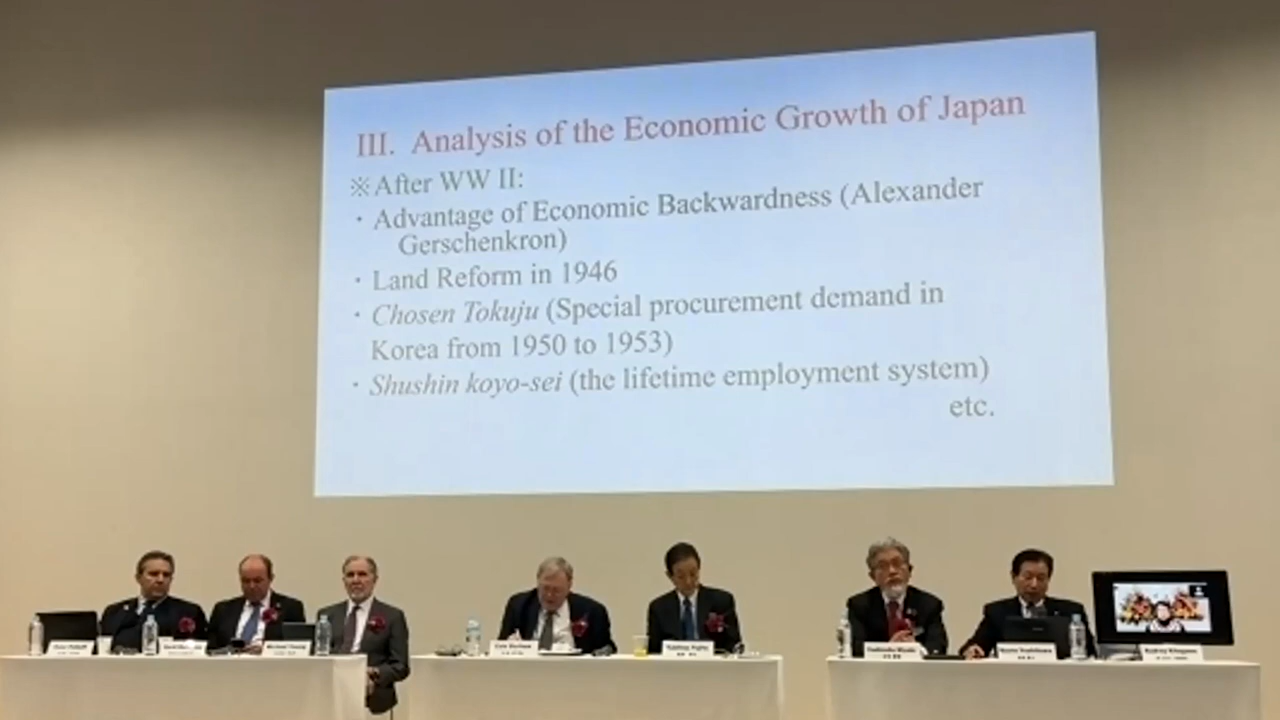 III. Analysis of the Economic Growth of Japan
※After WW II:
・Advantage of Economic Backwardness (Alexander
Gerschenkron)
・Land Reform in 1946
・Chosen Tokuju (Special procurement demand in
Korea from 1950 to 1953)
・Shushin koyo-sei (the lifetime employment system)
etc.